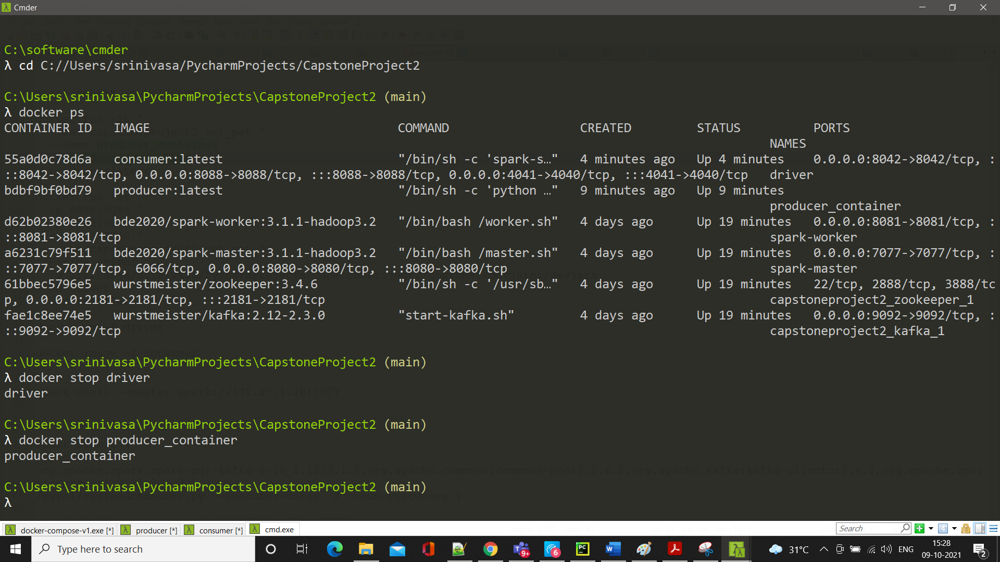 Cmder
C:\software\cmder
λ cd C://Users/srinivasa/PycharmProjects/CapstoneProject2
C:\Users\srinivasa\PycharmProjects\CapstoneProject2 (main)
λ docker ps
CONTAINER ID   IMAGE                                  COMMAND                  CREATED         STATUS          PORTS
NAMES
55a0d0c78d6a   consumer:latest                        "/bin/sh -c 'spark-s…"   4 minutes ago   Up 4 minutes    0.0.0.0:8042->8042/tcp, :
::8042->8042/tcp, 0.0.0.0:8088->8088/tcp, :::8088->8088/tcp, 0.0.0.0:4041->4040/tcp, :::4041->4040/tcp   driver
bdbf9bf0bd79   producer:latest                        "/bin/sh -c 'python …"   9 minutes ago   Up 9 minutes
producer_container
d62b02380e26   bde2020/spark-worker:3.1.1-hadoop3.2   "/bin/bash /worker.sh"   4 days ago      Up 19 minutes   0.0.0.0:8081->8081/tcp, :
::8081->8081/tcp   spark-worker
a6231c79f511   bde2020/spark-master:3.1.1-hadoop3.2   "/bin/bash /master.sh"   4 days ago      Up 19 minutes   0.0.0.0:7077->7077/tcp, :
::7077->7077/tcp, 6066/tcp, 0.0.0.0:8080->8080/tcp, :::8080->8080/tcp   spark-master
61bbec5796e5   wurstmeister/zookeeper:3.4.6           "/bin/sh -c '/usr/sb…"   4 days ago      Up 19 minutes   22/tcp, 2888/tcp, 3888/tc
p, 0.0.0.0:2181->2181/tcp, :::2181->2181/tcp   capstoneproject2_zookeeper_1
fae1c8ee74e5   wurstmeister/kafka:2.12-2.3.0          "start-kafka.sh"         4 days ago      Up 19 minutes   0.0.0.0:9092->9092/tcp, :
::9092->9092/tcp   capstoneproject2_kafka_1
C:\Users\srinivasa\PycharmProjects\CapstoneProject2 (main)
λ docker stop driver
driver
C:\Users\srinivasa\PycharmProjects\CapstoneProject2 (main)
λ docker stop producer_container
producer_container
C:\Users\srinivasa\PycharmProjects\CapstoneProject2 (main)
λ
docker-compose-v1.exe [*] producer [*] consumer [*] cmd.exe Search
Type here to search 9+ 6 PC 31°C ENG 15:28
09-10-2021 2